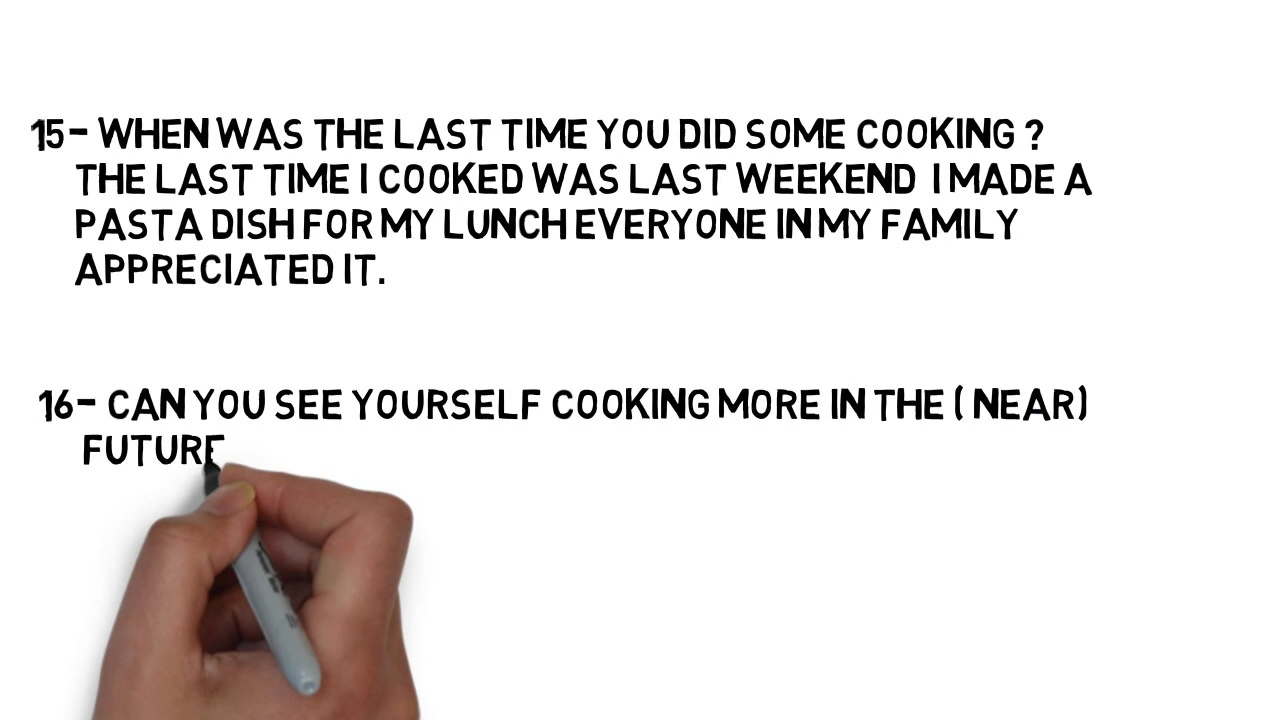 15- WHEN WAS THE LAST TIME YOU DID SOME COOKING ?
THE LAST TIME I COOKED WAS LAST WEEKEND I MADE A
PASTA DISH FOR MY LUNCH EVERYONE IN MY FAMILY
APPRECIATED IT.
16- CAN YOU SEE YOURSELF COOKING MORE IN THE ( NEAR)
FUTURE